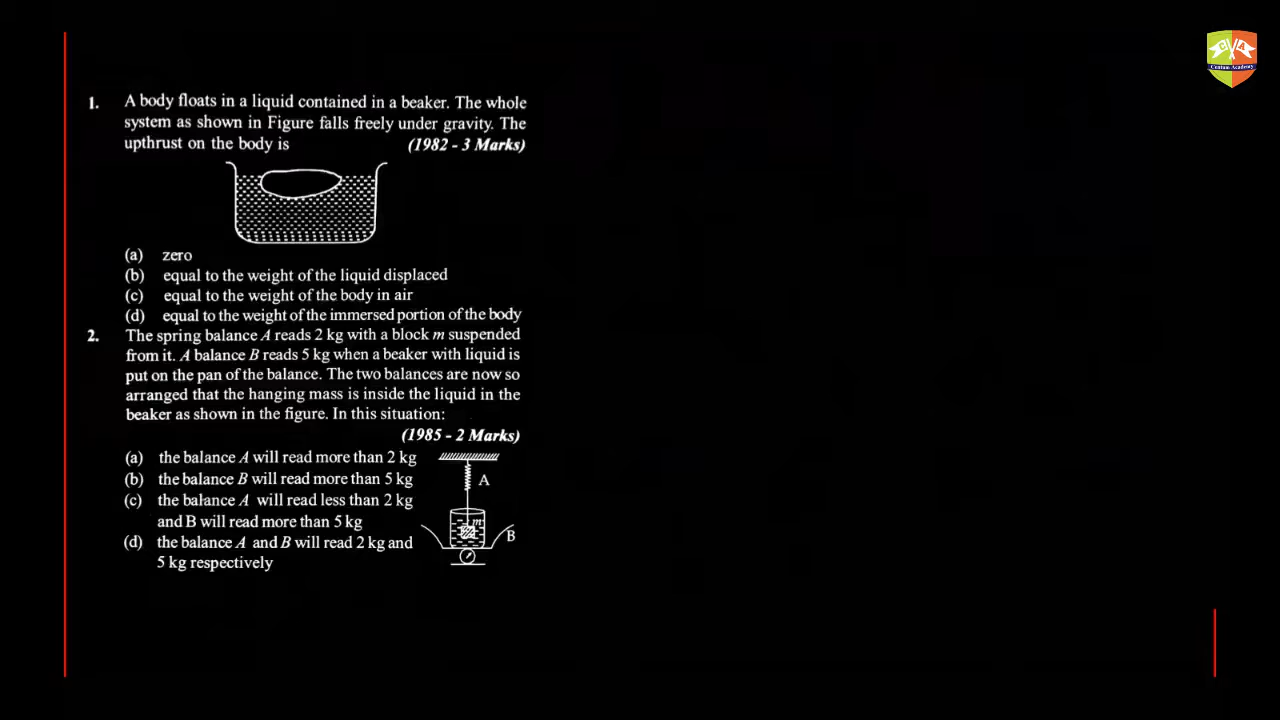 1. A body floats in a liquid contained in a beaker. The whole
system as shown in Figure falls freely under gravity. The
upthrust on the body is (1982 - 3 Marks)
(a) zero
(b) equal to the weight of the liquid displaced
(c) equal to the weight of the body in air
(d) equal to the weight of the immersed portion of the body
2. The spring balance A reads 2 kg with a block m suspended
from it. A balance B reads 5 kg when a beaker with liquid is
put on the pan of the balance. The two balances are now so
arranged that the hanging mass is inside the liquid in the
beaker as shown in the figure. In this situation:
(1985 - 2 Marks)
(a) the balance A will read more than 2 kg
(b) the balance B will read more than 5 kg
(c) the balance A will read less than 2 kg
and B will read more than 5 kg
(d) the balance A and B will read 2 kg and
5 kg respectively
A
m
B
C A
Centum Academy